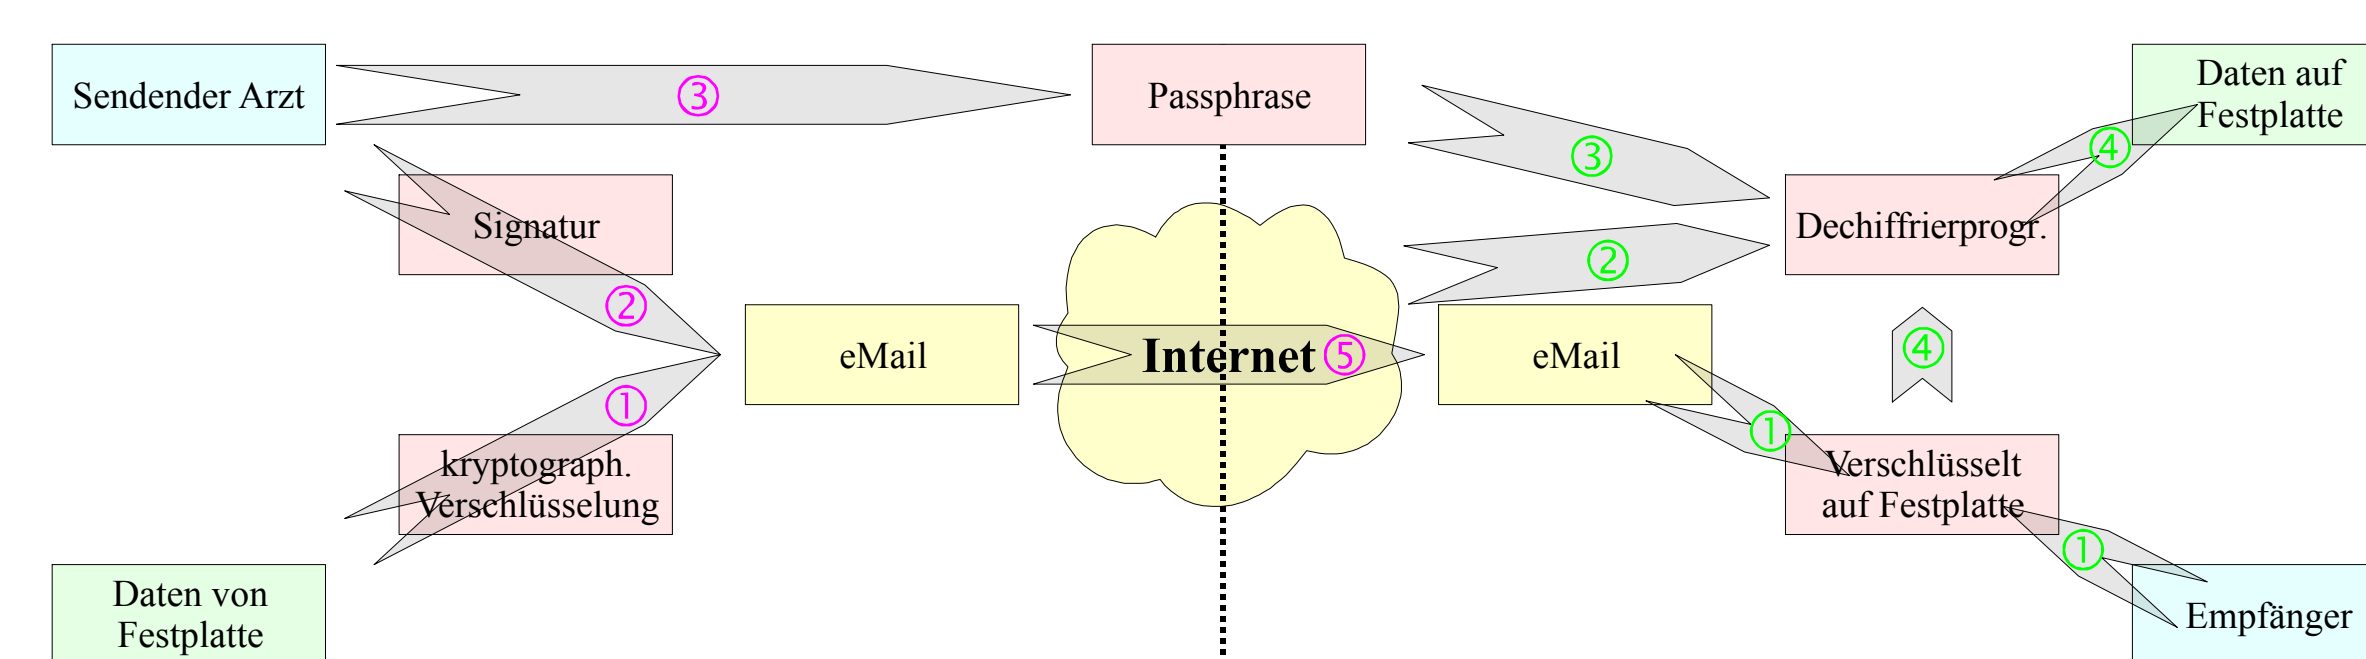 Sendender Arzt
③
Passphrase
③
Daten auf
Festplatte
④
Signatur
②
②
Dechiffrierprogr.
eMail
Internet
⑤
eMail
④
①
kryptograph.
Verschlüsselung
①
Verschlüsselt
auf Festplatte
①
Daten von
Festplatte
Empfänger